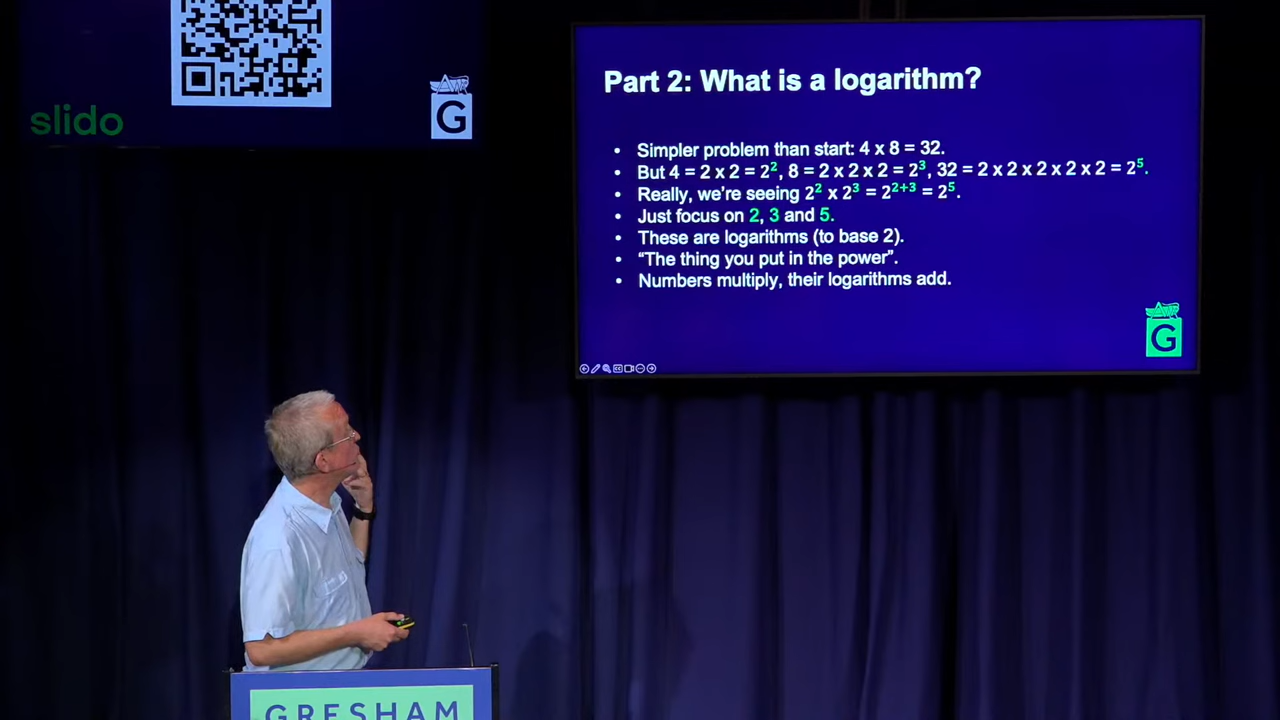 slido
G
Part 2: What is a logarithm?
• Simpler problem than start: 4 x 8 = 32.
• But 4 = 2 x 2 = 2², 8 = 2 x 2 x 2 = 2³, 32 = 2 x 2 x 2 x 2 x 2 = 2⁵.
• Really, we're seeing 2² x 2³ = 2²⁺³ = 2⁵.
• Just focus on 2, 3 and 5.
• These are logarithms (to base 2).
• “The thing you put in the power”.
• Numbers multiply, their logarithms add.
G
GRESHAM